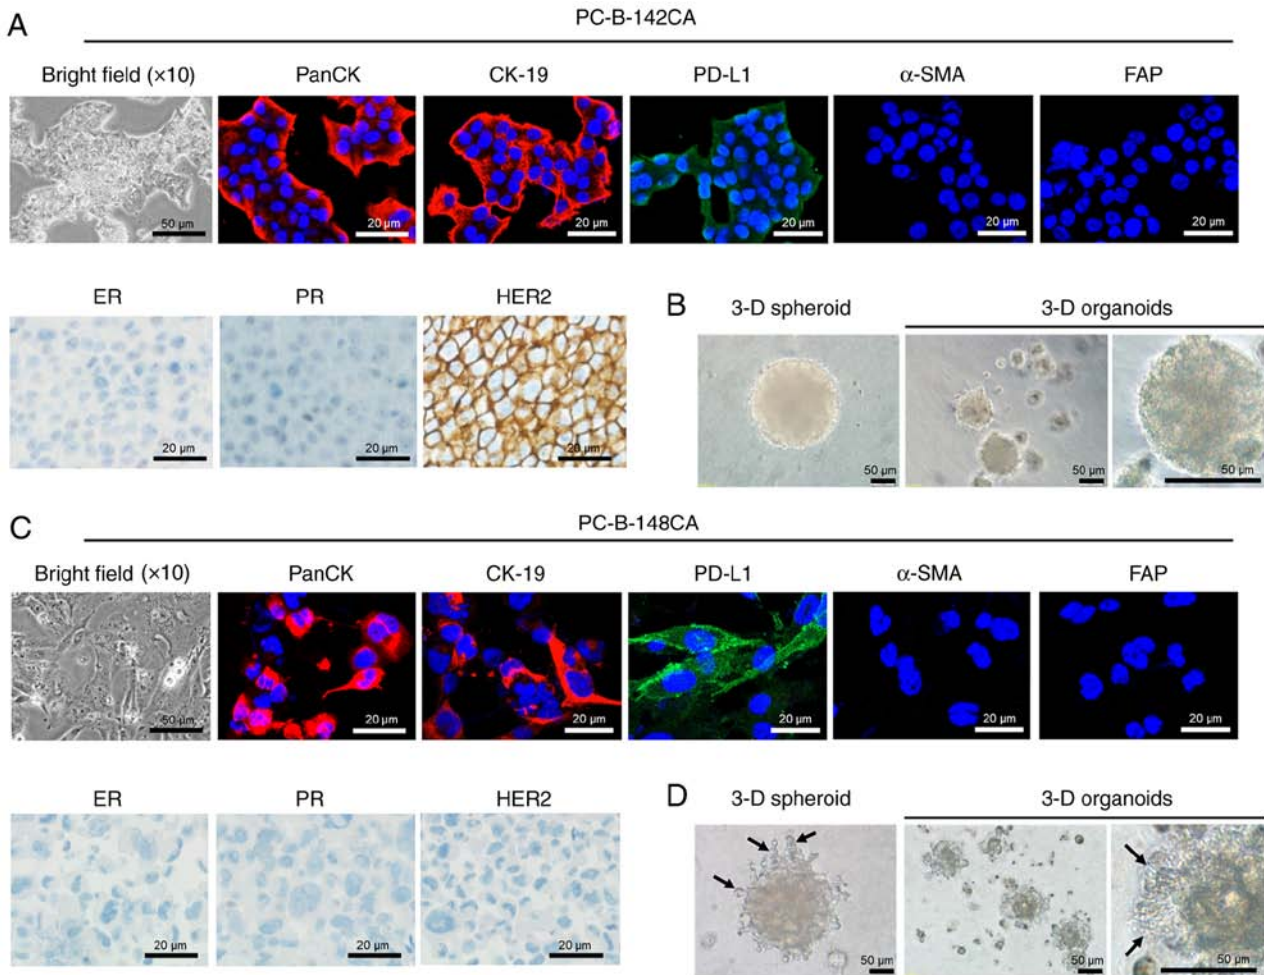 A
PC-B-142CA
Bright field (×10) PanCK CK-19 PD-L1 α-SMA FAP
50 µm 20 µm 20 µm 20 µm 20 µm 20 µm
ER PR HER2
20 µm 20 µm 20 µm
B
3-D spheroid 3-D organoids
50 µm 50 µm 50 µm
C
PC-B-148CA
Bright field (×10) PanCK CK-19 PD-L1 α-SMA FAP
50 µm 20 µm 20 µm 20 µm 20 µm 20 µm
ER PR HER2
20 µm 20 µm 20 µm
D
3-D spheroid 3-D organoids
50 µm 50 µm 50 µm